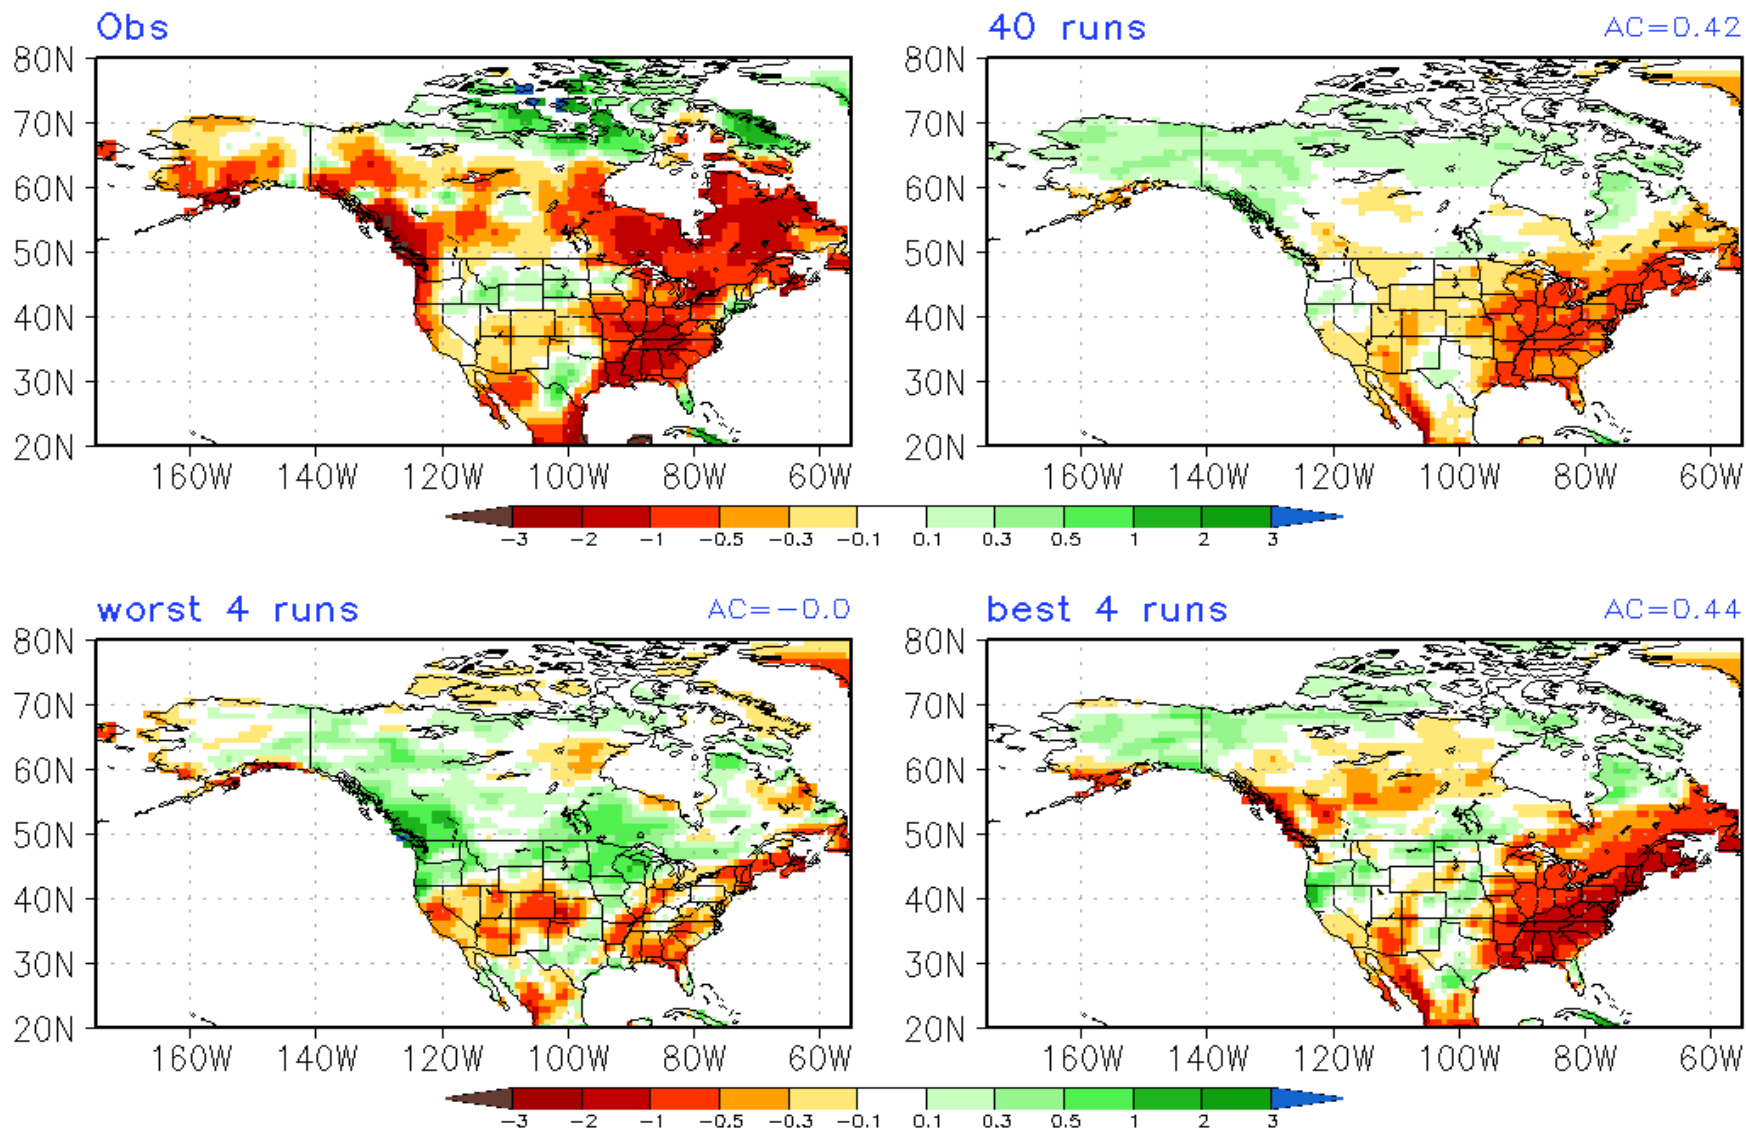 Obs
40 runs AC=0.42
80N 80N
70N 70N
60N 60N
50N 50N
40N 40N
30N 30N
20N 20N
160W 140W 120W 100W 80W 60W 160W 140W 120W 100W 80W 60W
-3 -2 -1 -0.5 -0.3 -0.1 0.1 0.3 0.5 1 2 3
worst 4 runs AC=-0.0
best 4 runs AC=0.44
80N 80N
70N 70N
60N 60N
50N 50N
40N 40N
30N 30N
20N 20N
160W 140W 120W 100W 80W 60W 160W 140W 120W 100W 80W 60W
-3 -2 -1 -0.5 -0.3 -0.1 0.1 0.3 0.5 1 2 3